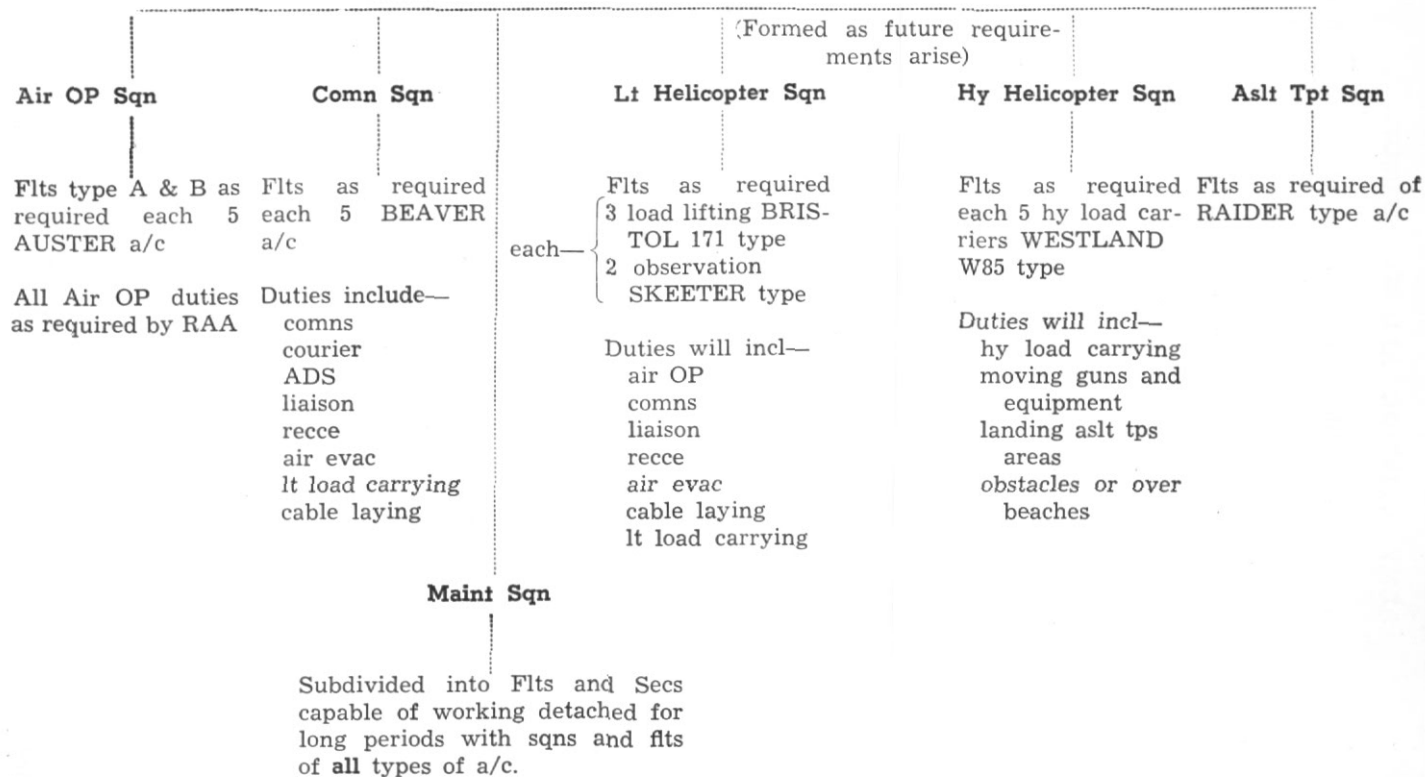 (Formed as future require-
ments arise)
Air OP Sqn
Flts type A & B as
required each 5
AUSTER a/c
All Air OP duties
as required by RAA
Comn Sqn
Flts as required
each 5 BEAVER
a/c
Duties include—
comns
courier
ADS
liaison
recce
air evac
lt load carrying
cable laying
Lt Helicopter Sqn
Flts as required
each—
3 load lifting BRIS-
TOL 171 type
2 observation
SKEETER type
Duties will incl—
air OP
comns
liaison
recce
air evac
cable laying
lt load carrying
Hy Helicopter Sqn
Flts as required
each 5 hy load car-
riers WESTLAND
W85 type
Duties will incl—
hy load carrying
moving guns and
equipment
landing aslt tps
areas
obstacles or over
beaches
Aslt Tpt Sqn
Flts as required of
RAIDER type a/c
Maint Sqn
Subdivided into Flts and Secs
capable of working detached for
long periods with sqns and flts
of all types of a/c.